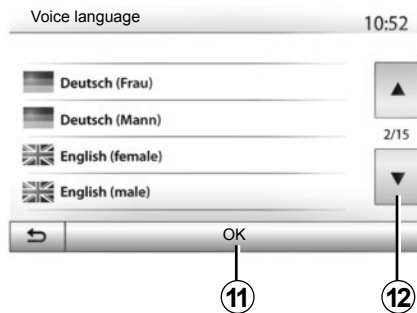 Voice language
10:52
Deutsch (Frau)
Deutsch (Mann)
2/15
English (female)
English (male)
OK
11
12